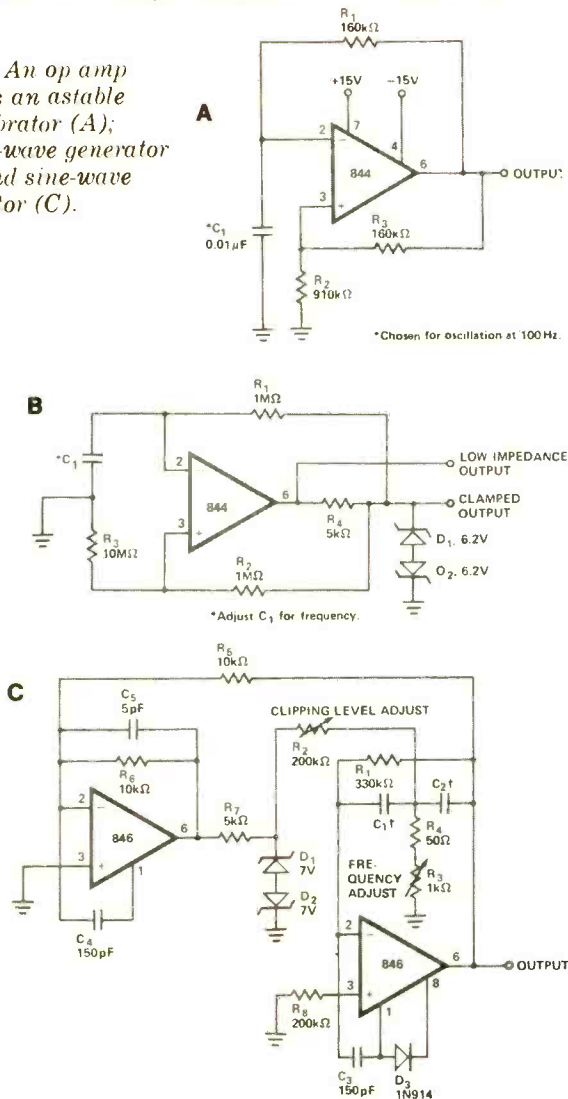 An op amp
an astable
brator (A);
-wave generator
nd sine-wave
tor (C).
A
R1
160kΩ
+15V
-15V
2
7
4
844
6
OUTPUT
3
+
R3
160kΩ
*C1
0.01μF
R2
910kΩ
*Chosen for oscillation at 100 Hz.
B
R1
1MΩ
*C1
2
844
6
3
LOW IMPEDANCE
OUTPUT
R4
5kΩ
CLAMPED
OUTPUT
R3
10MΩ
R2
1MΩ
D1. 6.2V
O2. 6.2V
*Adjust C1 for frequency.
C
R5
10kΩ
C5
5pF
CLIPPING LEVEL ADJUST
R6
10kΩ
R2
200kΩ
R1
330kΩ
C1†
C2†
2
846
6
3
+
1
R7
5kΩ
R4
50Ω
D1
7V
D2
7V
FRE-
QUENCY
ADJUST
R3
1kΩ
C4
150pF
2
846
6
3
+
1
8
OUTPUT
R8
200kΩ
C3
150pF
D3
1N914